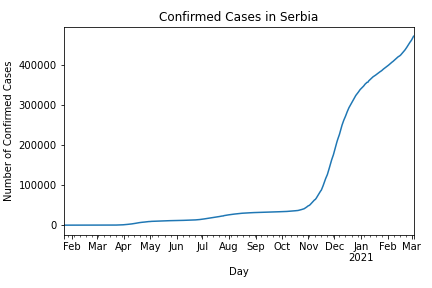 Confirmed Cases in Serbia
Number of Confirmed Cases
400000
300000
200000
100000
0
Feb Mar Apr May Jun Jul Aug Sep Oct Nov Dec Jan Feb Mar
2021
Day